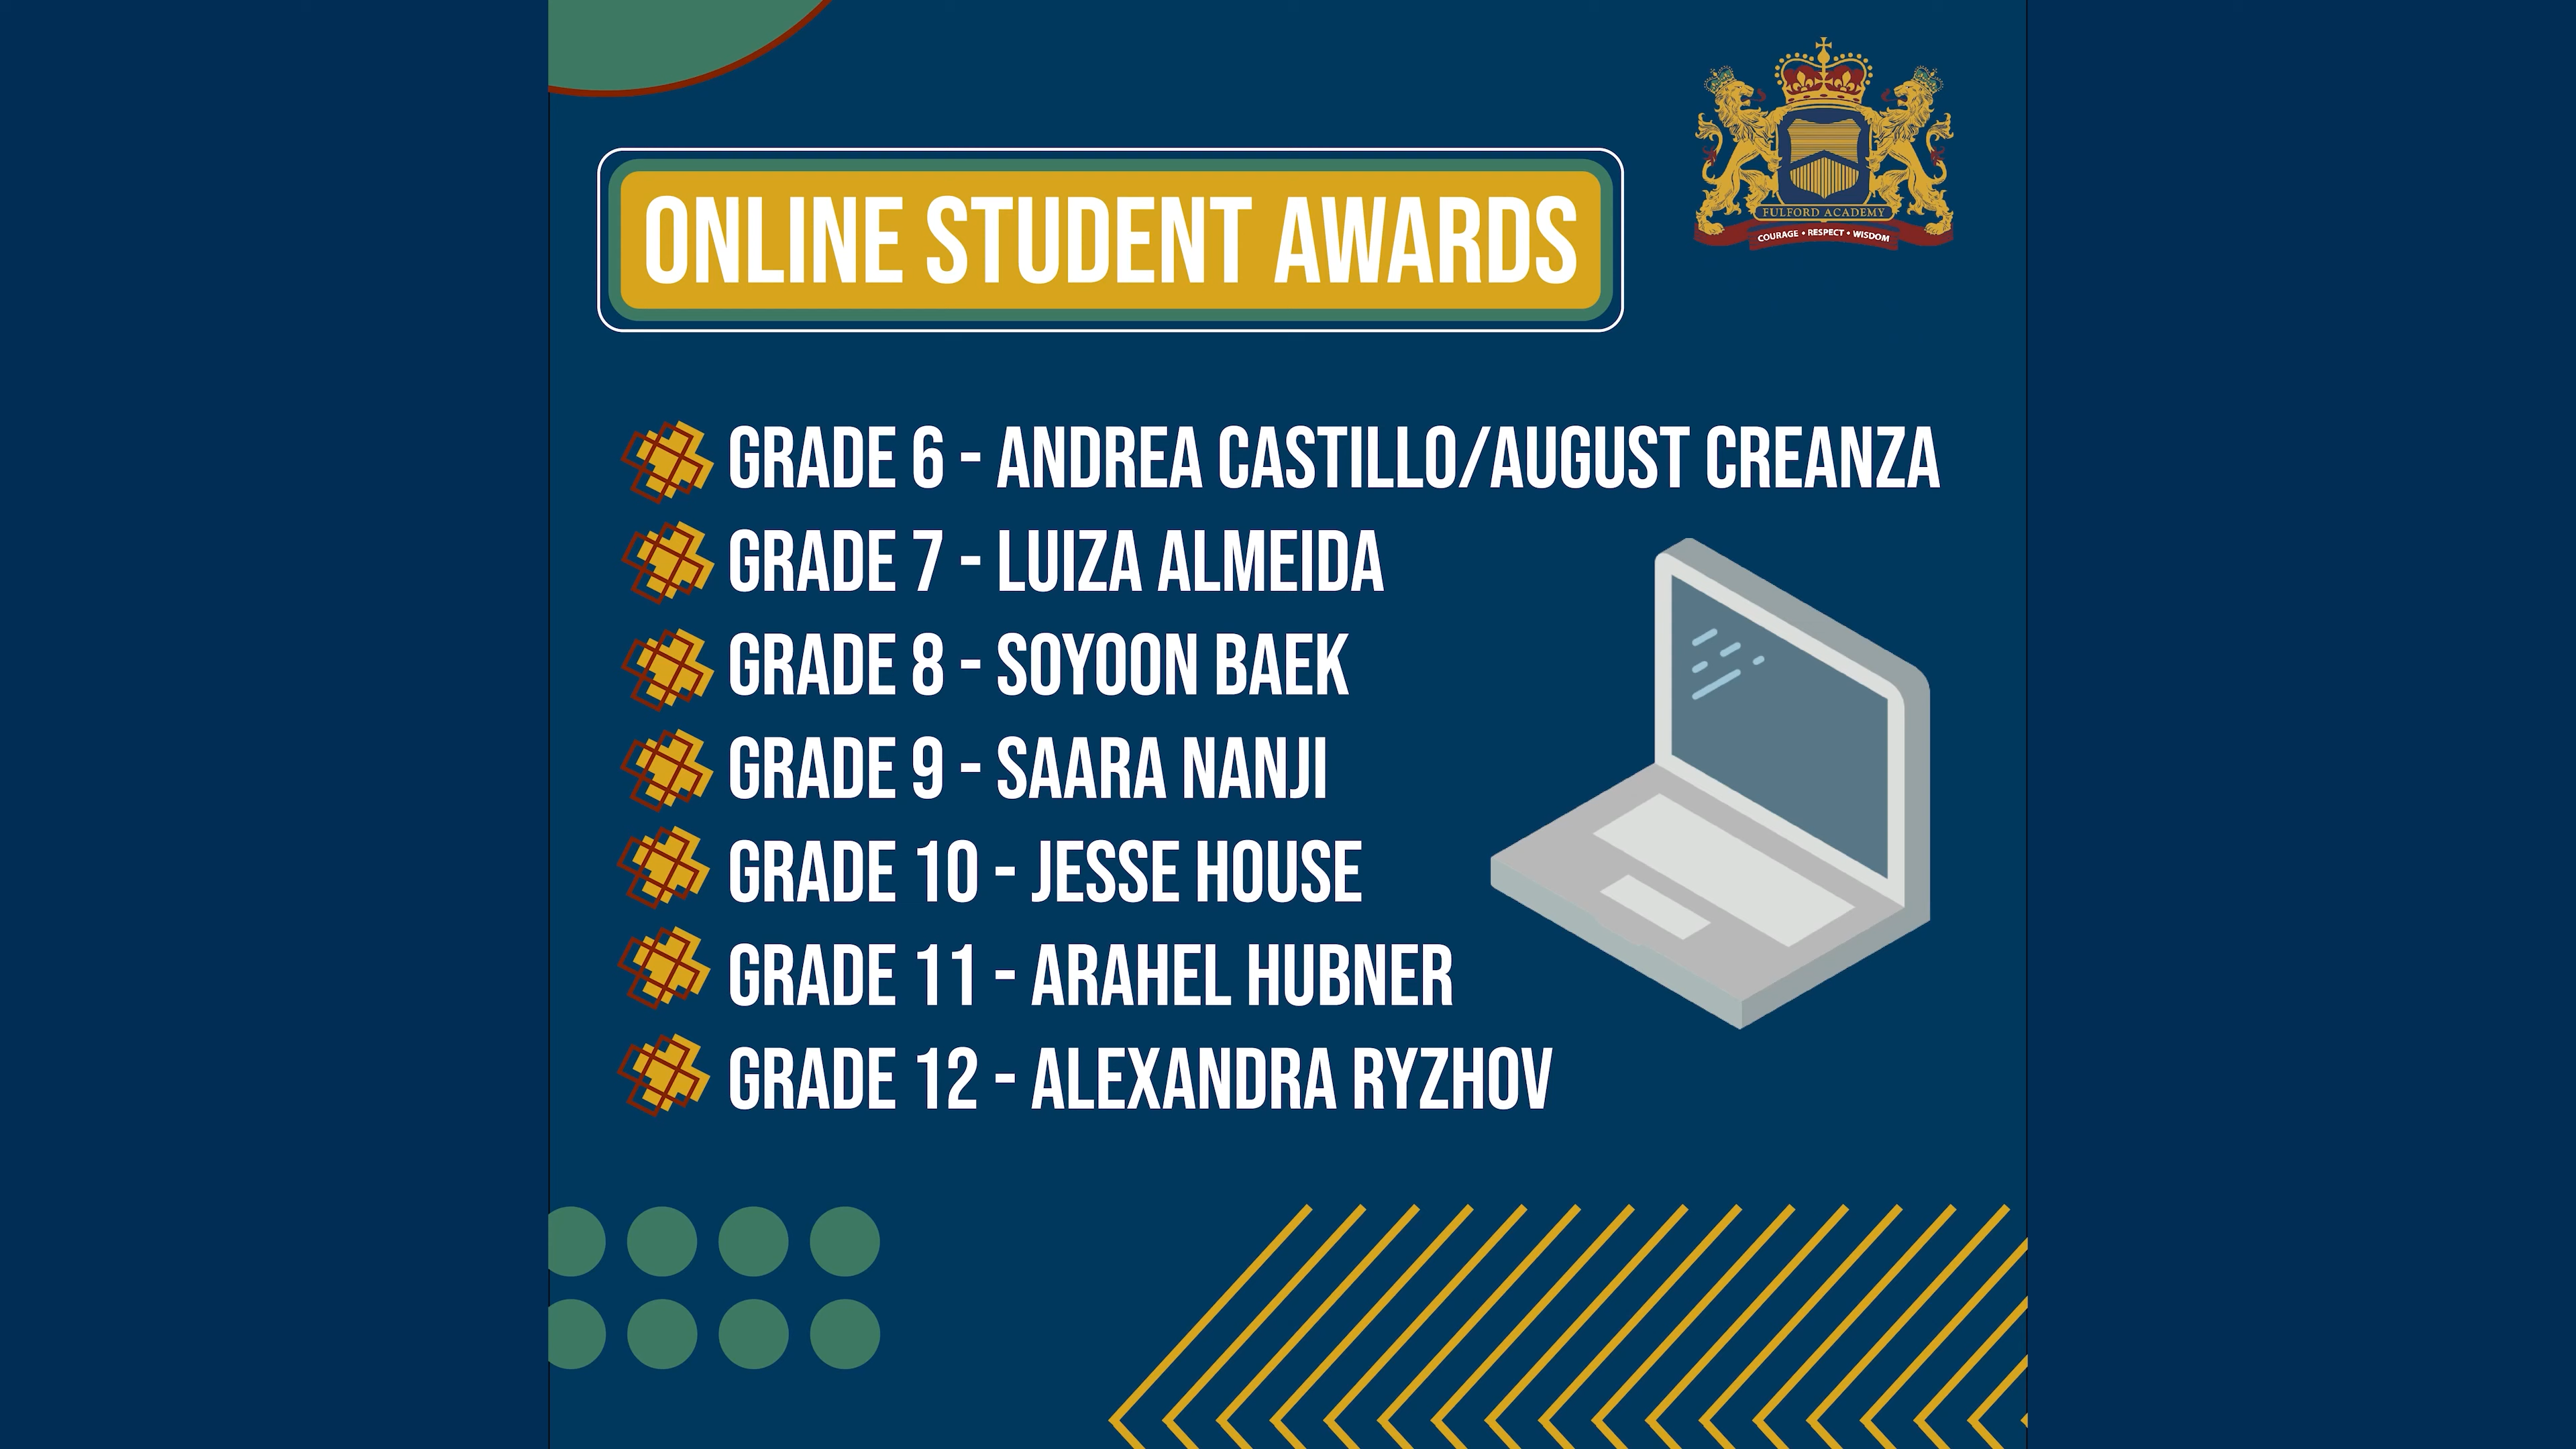 FULFORD ACADEMY
COURAGE • RESPECT • WISDOM
ONLINE STUDENT AWARDS
GRADE 6 - ANDREA CASTILLO/AUGUST CREANZA
GRADE 7 - LUIZA ALMEIDA
GRADE 8 - SOYOON BAEK
GRADE 9 - SAARA NANJI
GRADE 10 - JESSE HOUSE
GRADE 11 - ARAHEL HUBNER
GRADE 12 - ALEXANDRA RYZHOV